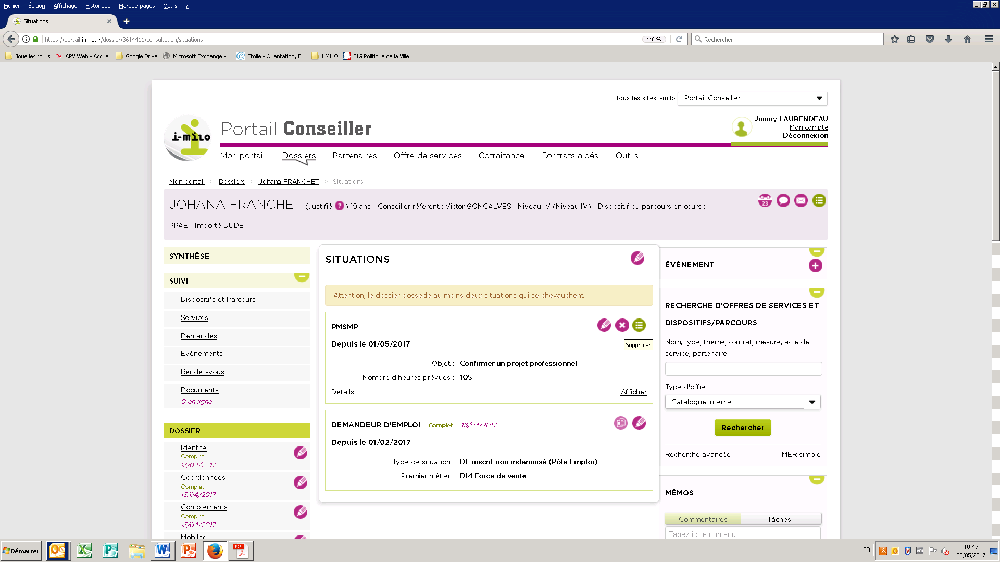 Fichier Édition Affichage Historique Marque-pages Outils ?
Situations
https://portail.i-milo.fr/dossier/3614411/consultation/situations
110 %
Rechercher
Joué les tours
APV Web - Accueil
Google Drive
Microsoft Exchange - ...
Etoile - Orientation, F...
I MILO
SIG Politique de la Ville
Tous les sites i-milo
Portail Conseiller
i-milo
Portail Conseiller
Jimmy LAURENDEAU
Mon compte
Déconnexion
Mon portail Dossiers Partenaires Offre de services Cotraitance Contrats aidés Outils
Mon portail > Dossiers > Johana FRANCHET > Situations
JOHANA FRANCHET (Justifié ?) 19 ans - Conseiller référent : Victor GONCALVES - Niveau IV (Niveau IV) - Dispositif ou parcours en cours :
PPAE - Importé DUDE
23
SYNTHÈSE
SUIVI
Dispositifs et Parcours
Services
Demandes
Evènements
Rendez-vous
Documents
0 en ligne
DOSSIER
Identité
Complet
13/04/2017
Coordonnées
Complet
13/04/2017
Compléments
Complet
13/04/2017
Mobilité
SITUATIONS
Attention, le dossier possède au moins deux situations qui se chevauchent
PMSMP
Depuis le 01/05/2017
Supprimer
Objet : Confirmer un projet professionnel
Nombre d'heures prévues : 105
Détails
Afficher
DEMANDEUR D'EMPLOI Complet 13/04/2017
Depuis le 01/02/2017
Type de situation : DE inscrit non indemnisé (Pôle Emploi)
Premier métier : D14 Force de vente
ÉVÈNEMENT
RECHERCHE D'OFFRES DE SERVICES ET
DISPOSITIFS/PARCOURS
Nom, type, thème, contrat, mesure, acte de
service, partenaire
Type d'offre
Catalogue interne
Rechercher
Recherche avancée
MER simple
MÉMOS
Commentaires
Tâches
Tapez ici le contenu...
Démarrer
FR
10:47
03/05/2017